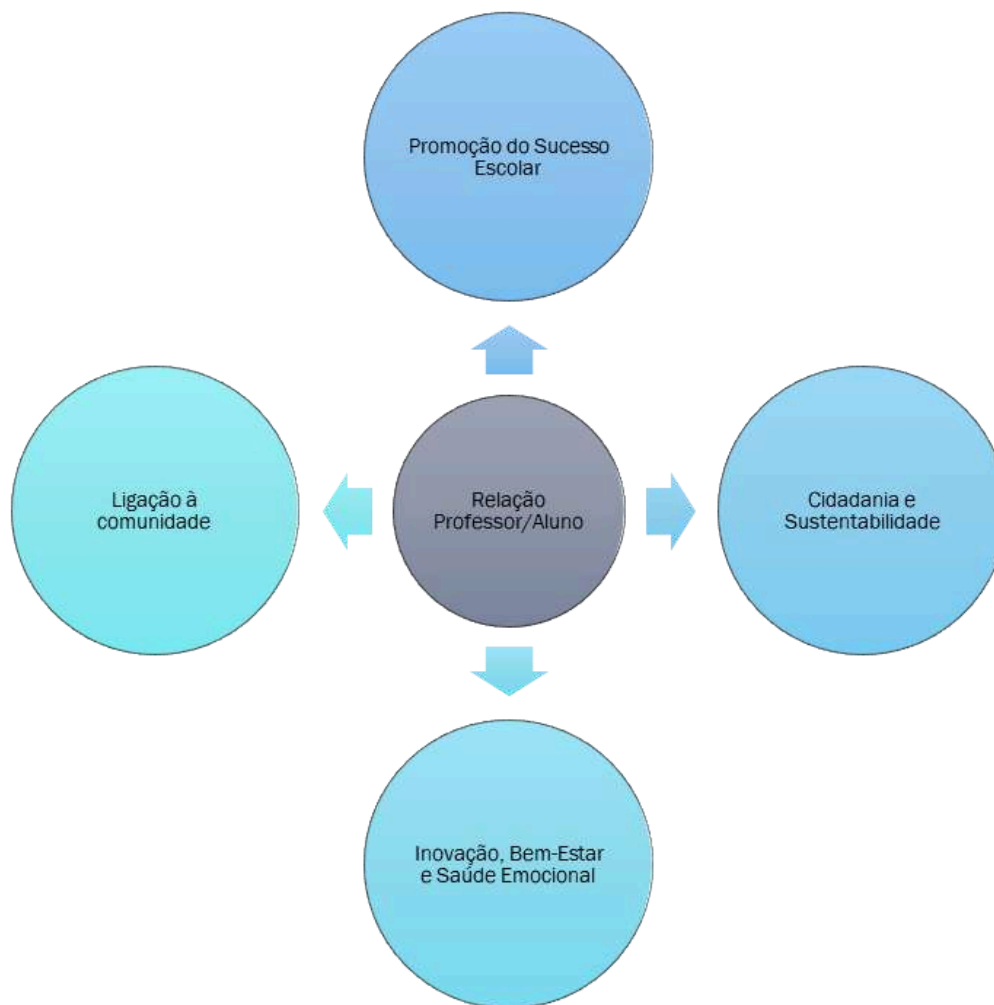 Promoção do Sucesso
Escolar
Ligação à
comunidade
Relação
Professor/Aluno
Cidadania e
Sustentabilidade
Inovação, Bem-Estar
e Saúde Emocional